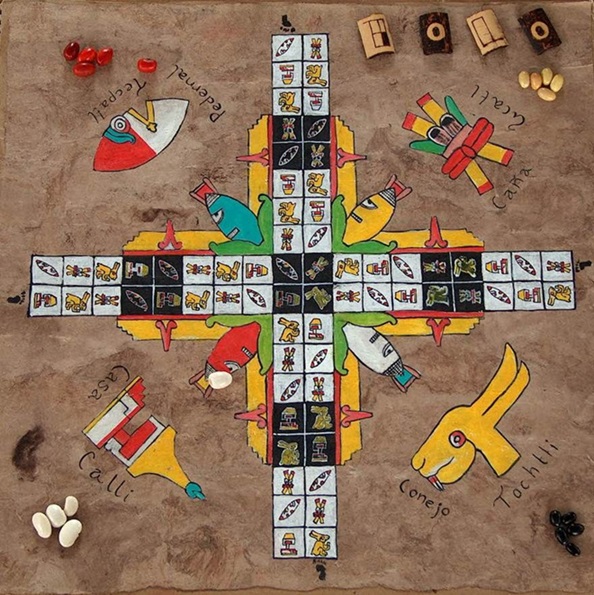 Pedernal
Tecpatl
Acatl
Caña
Casa
Calli
Conejo
Tochtli